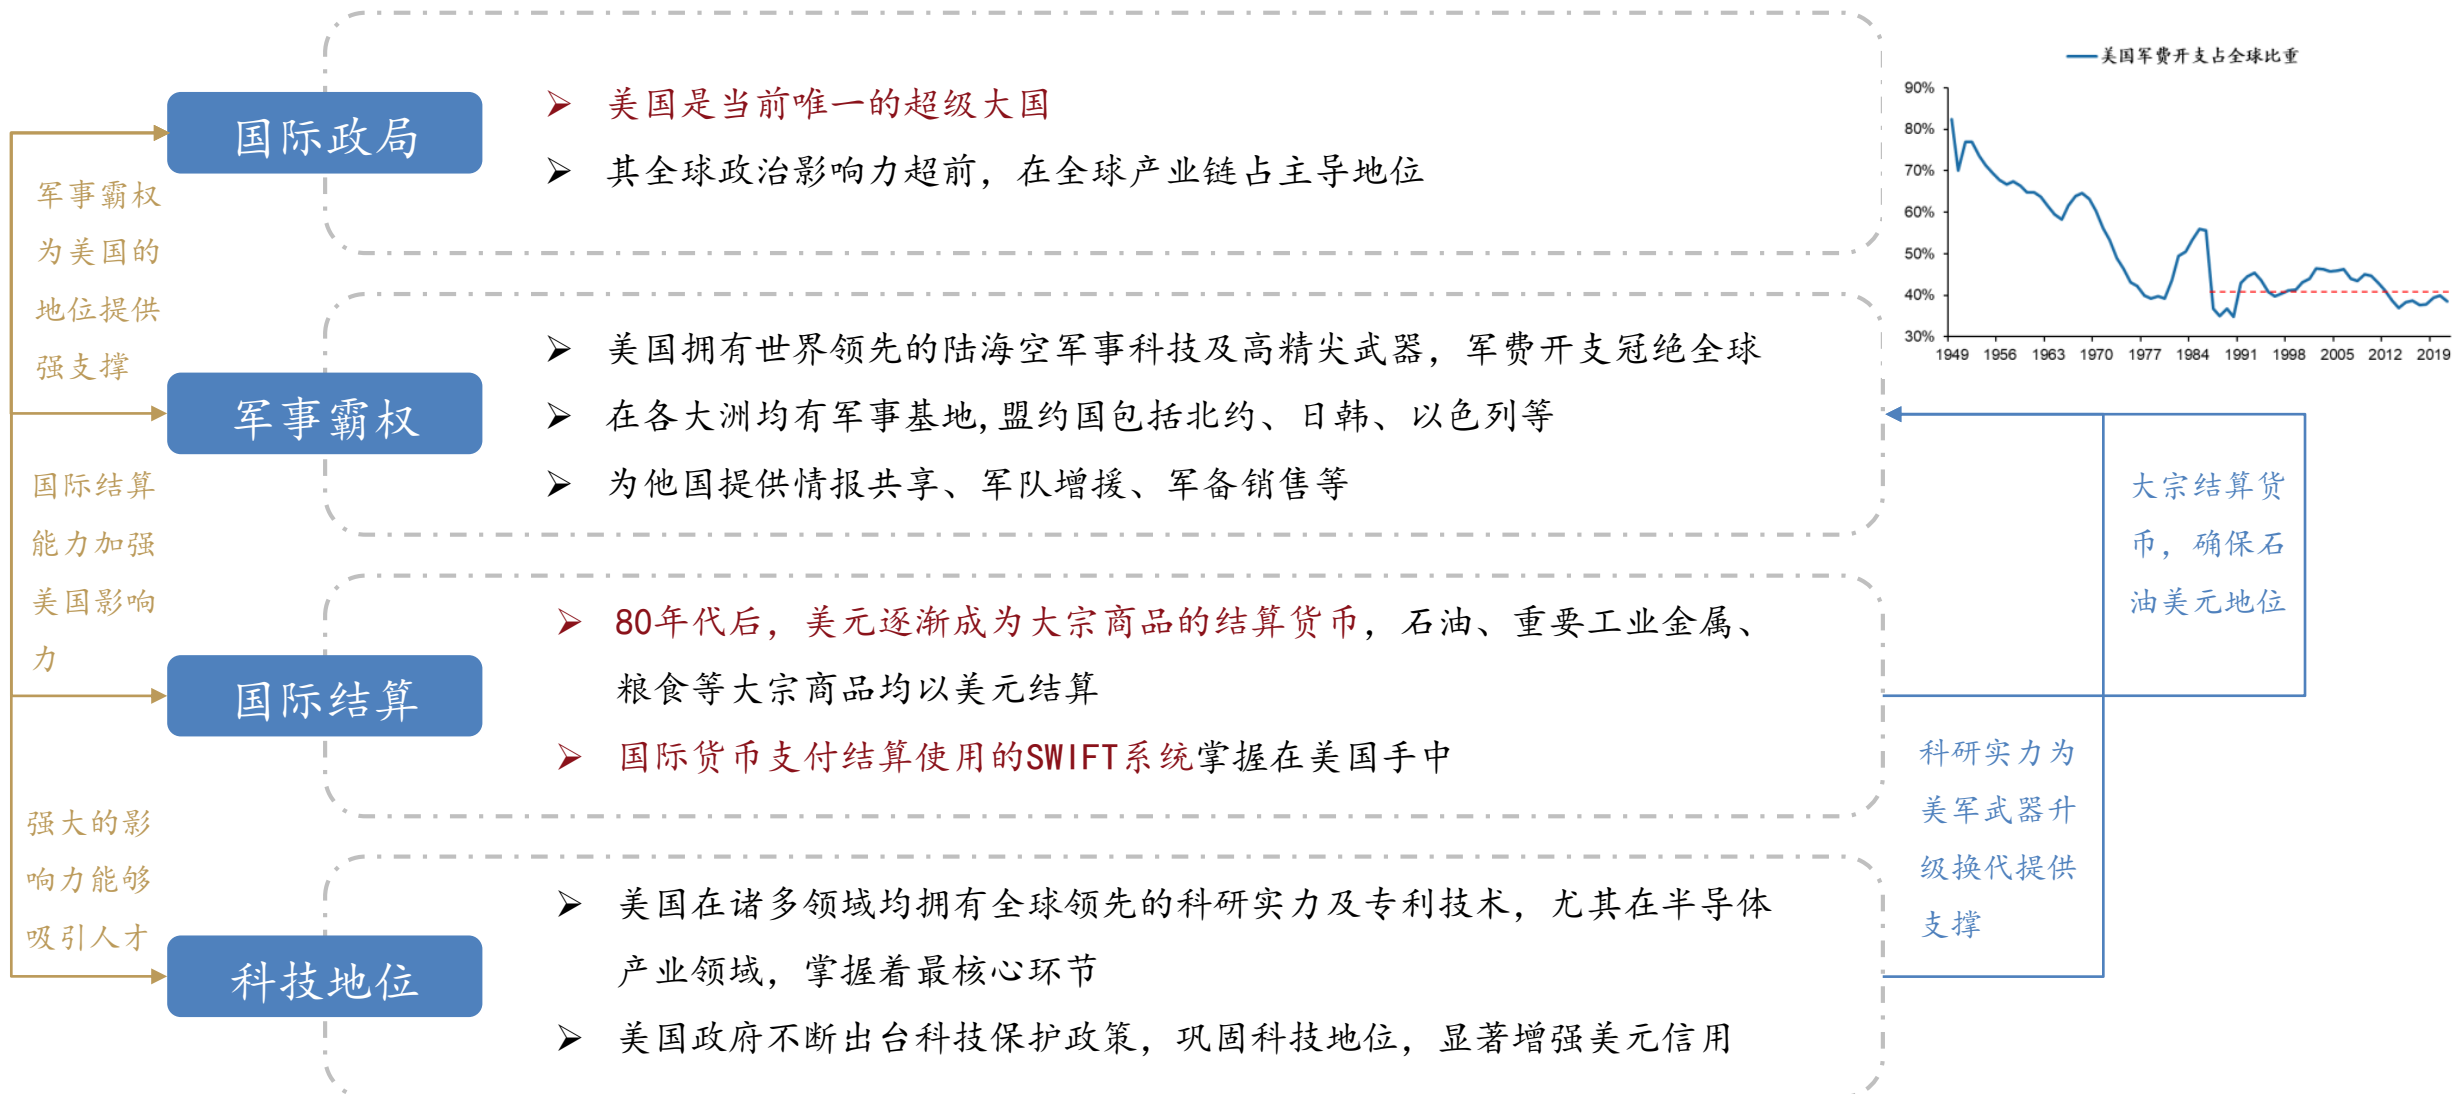 国际政局
美国是当前唯一的超级大国
其全球政治影响力超前，在全球产业链占主导地位
美国军费开支占全球比重
90%
80%
70%
60%
50%
40%
30%
1949 1956 1963 1970 1977 1984 1991 1998 2005 2012 2019
军事霸权
为美国的
地位提供
强支撑
军事霸权
美国拥有世界领先的陆海空军事科技及高精尖武器，军费开支冠绝全球
在各大洲均有军事基地,盟约国包括北约、日韩、以色列等
为他国提供情报共享、军队增援、军备销售等
国际结算
能力加强
美国影响
力
大宗结算货
币，确保石
油美元地位
国际结算
80年代后，美元逐渐成为大宗商品的结算货币，石油、重要工业金属、
粮食等大宗商品均以美元结算
国际货币支付结算使用的SWIFT系统掌握在美国手中
科研实力为
美军武器升
级换代提供
支撑
强大的影
响力能够
吸引人才
科技地位
美国在诸多领域均拥有全球领先的科研实力及专利技术，尤其在半导体
产业领域，掌握着最核心环节
美国政府不断出台科技保护政策，巩固科技地位，显著增强美元信用